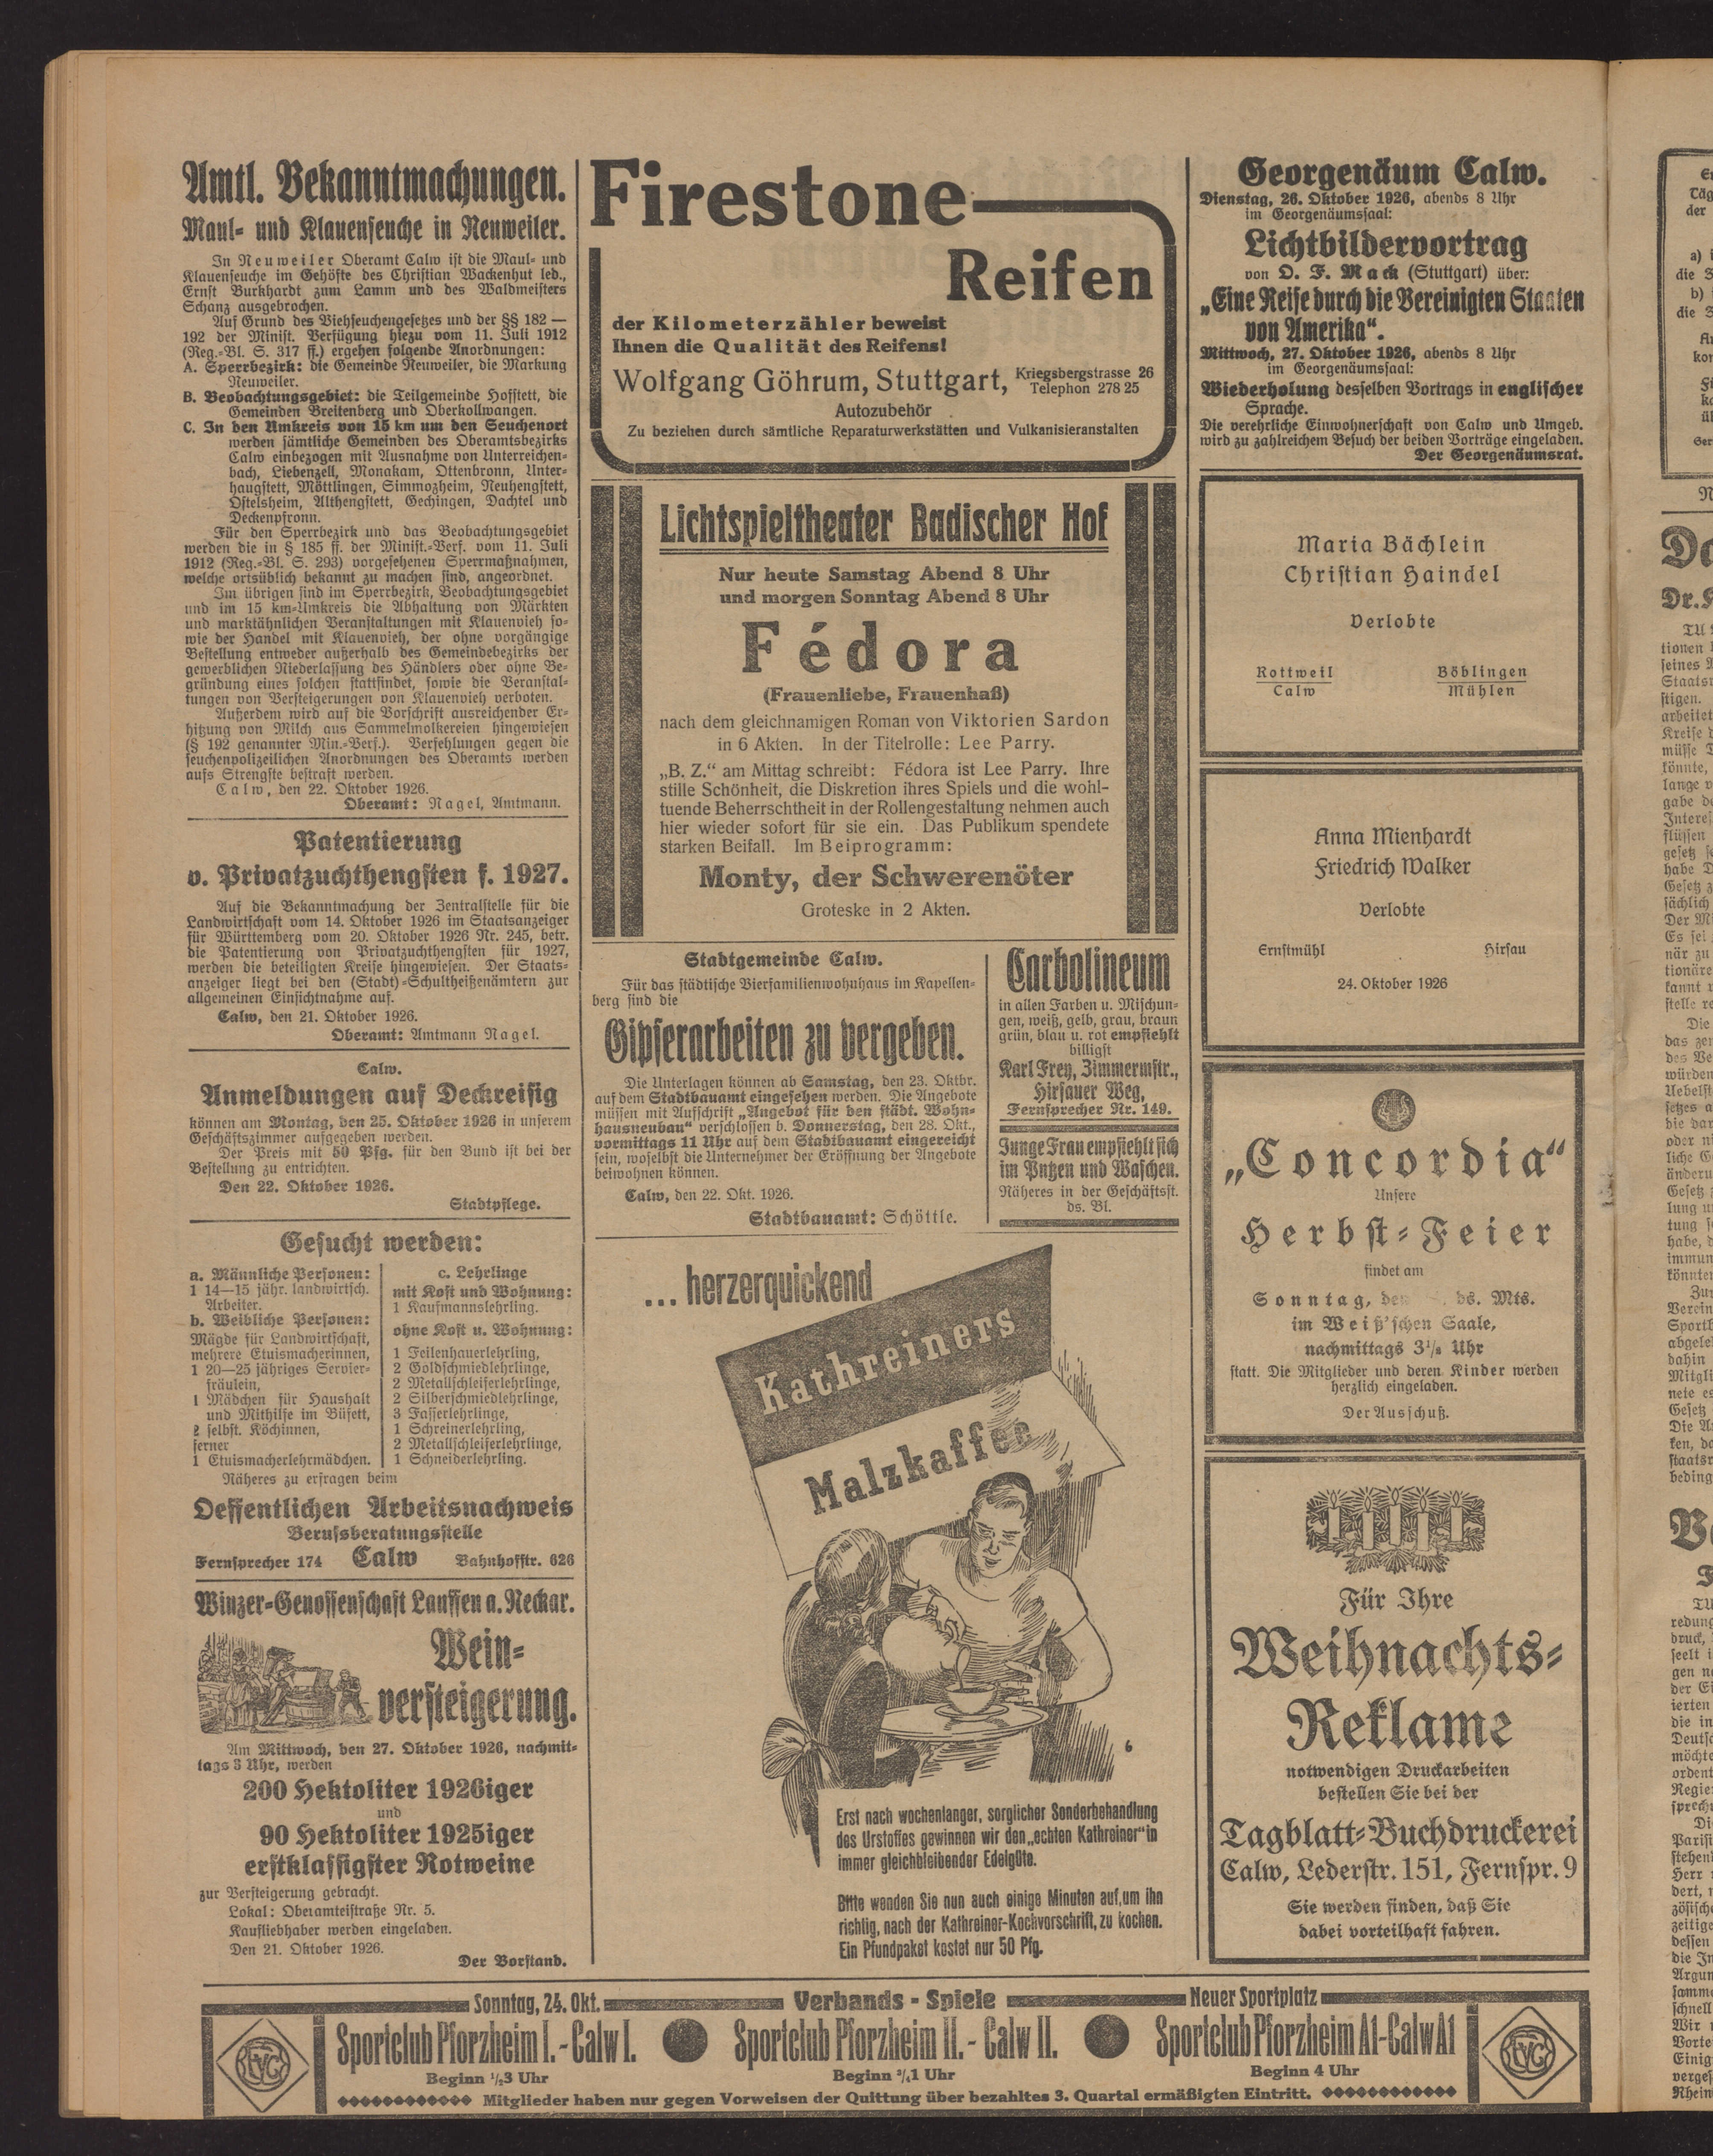 Amtl. Bekanntmachungen.
Maul- und Klauenseuche in Neuweiler.
In Neuweiler Oberamt Calw ist die Maul- und
Klauenseuche im Gehöfte des Christian Wackenhut led.,
Ernst Burkhardt zum Lamm und des Waldmeisters
Schanz ausgebrochen.
Auf Grund des Viehseuchengesetzes und der §§ 182 —
192 der Minist. Verfügung hiezu vom 11. Juli 1912
(Reg.-Bl. S. 317 ff.) ergehen folgende Anordnungen:
A. Sperrbezirk: die Gemeinde Neuweiler, die Markung
Neuweiler.
B. Beobachtungsgebiet: die Teilgemeinde Hofstett, die
Gemeinden Breitenberg und Oberkollwangen.
C. In den Umkreis von 15 km um den Seuchenort
werden sämtliche Gemeinden des Oberamtsbezirks
Calw einbezogen mit Ausnahme von Unterreichen-
bach, Liebenzell, Monakam, Ottenbronn, Unter-
haugstett, Möttlingen, Simmozheim, Neuhengstett,
Ostelsheim, Althengstett, Gechingen, Dachtel und
Deckenpfronn.
Für den Sperrbezirk und das Beobachtungsgebiet
werden die in § 185 ff. der Minist.-Verf. vom 11. Juli
1912 (Reg.-Bl. S. 293) vorgesehenen Sperrmaßnahmen,
welche ortsüblich bekannt zu machen sind, angeordnet.
Im übrigen sind im Sperrbezirk, Beobachtungsgebiet
und im 15 km-Umkreis die Abhaltung von Märkten
und marktähnlichen Veranstaltungen mit Klauenvieh so-
wie der Handel mit Klauenvieh, der ohne vorgängige
Bestellung entweder außerhalb des Gemeindebezirks der
gewerblichen Niederlassung des Händlers oder ohne Be-
gründung eines solchen stattfindet, sowie die Veranstal-
tungen von Versteigerungen von Klauenvieh verboten.
Außerdem wird auf die Vorschrift ausreichender Er-
hitzung von Milch aus Sammelmolkereien hingewiesen
(§ 192 genannter Min.-Verf.). Verfehlungen gegen die
seuchenpolizeilichen Anordnungen des Oberamts werden
aufs Strengste bestraft werden.
Calw, den 22. Oktober 1926.
Oberamt: Nagel, Amtmann.
Patentierung
v. Privatzuchthengsten f. 1927.
Auf die Bekanntmachung der Zentralstelle für die
Landwirtschaft vom 14. Oktober 1926 im Staatsanzeiger
für Württemberg vom 20. Oktober 1926 Nr. 245, betr.
die Patentierung von Privatzuchthengsten für 1927,
werden die beteiligten Kreise hingewiesen. Der Staats-
anzeiger liegt bei den (Stadt)-Schultheißenämtern zur
allgemeinen Einsichtnahme auf.
Calw, den 21. Oktober 1926.
Oberamt: Amtmann Nagel.
Calw.
Anmeldungen auf Deckreisig
können am Montag, den 25. Oktober 1926 in unserem
Geschäftszimmer aufgegeben werden.
Der Preis mit 50 Pfg. für den Bund ist bei der
Bestellung zu entrichten.
Den 22. Oktober 1926.
Stadtpflege.
Gesucht werden:
a. Männliche Personen:
1 14—15 jähr. landwirtsch.
Arbeiter.
b. Weibliche Personen:
Mägde für Landwirtschaft,
mehrere Etuismacherinnen,
1 20—25 jähriges Servier-
fräulein,
1 Mädchen für Haushalt
und Mithilfe im Büfett,
2 selbst. Köchinnen,
ferner
1 Etuismacherlehrmädchen.
c. Lehrlinge
mit Kost und Wohnung:
1 Kaufmannslehrling.
ohne Kost u. Wohnung:
1 Feilenhauerlehrling,
2 Goldschmiedlehrlinge,
2 Metallschleiferlehrlinge,
2 Silberschmiedlehrlinge,
3 Fasserlehrlinge,
1 Schreinerlehrling,
2 Metallschleiferlehrlinge,
1 Schneiderlehrling.
Näheres zu erfragen beim
Oeffentlichen Arbeitsnachweis
Berufsberatungsstelle
Fernsprecher 174 Calw Bahnhofstr. 626
Winzer-Genossenschaft Lauffen a. Neckar.
Wein-
versteigerung.
Am Mittwoch, den 27. Oktober 1926, nachmit-
tags 3 Uhr, werden
200 Hektoliter 1926iger
und
90 Hektoliter 1925iger
erstklassigster Rotweine
zur Versteigerung gebracht.
Lokal: Oberamteistraße Nr. 5.
Kaufliebhaber werden eingeladen.
Den 21. Oktober 1926.
Der Vorstand.
Firestone
Reifen
der Kilometerzähler beweist
Ihnen die Qualität des Reifens!
Wolfgang Göhrum, Stuttgart, Kriegsbergstrasse 26
Telephon 278 25
Autozubehör
Zu beziehen durch sämtliche Reparaturwerkstätten und Vulkanisieranstalten
Lichtspieltheater Badischer Hof
Nur heute Samstag Abend 8 Uhr
und morgen Sonntag Abend 8 Uhr
Fédora
(Frauenliebe, Frauenhaß)
nach dem gleichnamigen Roman von Viktorien Sardon
in 6 Akten. In der Titelrolle: Lee Parry.
„B. Z.“ am Mittag schreibt: Fédora ist Lee Parry. Ihre
stille Schönheit, die Diskretion ihres Spiels und die wohl-
tuende Beherrschtheit in der Rollengestaltung nehmen auch
hier wieder sofort für sie ein. Das Publikum spendete
starken Beifall. Im Beiprogramm:
Monty, der Schwerenöter
Groteske in 2 Akten.
Stadtgemeinde Calw.
Für das städtische Vierfamilienwohnhaus im Kapellen-
berg sind die
Gipserarbeiten zu vergeben.
Die Unterlagen können ab Samstag, den 23. Oktbr.
auf dem Stadtbauamt eingesehen werden. Die Angebote
müssen mit Aufschrift „Angebot für den städt. Wohn-
hausneubau“ verschlossen b. Donnerstag, den 28. Okt.,
vormittags 11 Uhr auf dem Stadtbauamt eingereicht
sein, woselbst die Unternehmer der Eröffnung der Angebote
beiwohnen können.
Calw, den 22. Okt. 1926.
Stadtbauamt: Schöttle.
Carbolineum
in allen Farben u. Mischun-
gen, weiß, gelb, grau, braun
grün, blau u. rot empfiehlt
billigst
Karl Frey, Zimmermstr.,
Hirsauer Weg,
Fernsprecher Nr. 149.
Junge Frau empfiehlt sich
im Putzen und Waschen.
Näheres in der Geschäftsst.
ds. Bl.
... herzerquickend
Kathreiners
Malzkaffee
Erst nach wochenlanger, sorglicher Sonderbehandlung
des Urstoffes gewinnen wir den „echten Kathreiner“ in
immer gleichbleibender Edelgüte.
Bitte wenden Sie nun auch einige Minuten auf, um ihn
richtig, nach der Kathreiner-Kochvorschrift, zu kochen.
Ein Pfundpaket kostet nur 50 Pfg.
Georgenäum Calw.
Dienstag, 26. Oktober 1926, abends 8 Uhr
im Georgenäumssaal:
Lichtbildervortrag
von O. F. Mack (Stuttgart) über:
„Eine Reise durch die Vereinigten Staaten
von Amerika“.
Mittwoch, 27. Oktober 1926, abends 8 Uhr
im Georgenäumssaal:
Wiederholung desselben Vortrags in englischer
Sprache.
Die verehrliche Einwohnerschaft von Calw und Umgeb.
wird zu zahlreichem Besuch der beiden Vorträge eingeladen.
Der Georgenäumsrat.
Maria Bächlein
Christian Haindel
Verlobte
Rottweil Böblingen
Calw Mühlen
Anna Mienhardt
Friedrich Walker
Verlobte
Ernstmühl Hirsau
24. Oktober 1926
„Concordia“
Unsere
Herbst-Feier
findet am
Sonntag, ds. Mts.
im Weiß'schen Saale,
nachmittags 3½ Uhr
statt. Die Mitglieder und deren Kinder werden
herzlich eingeladen.
Der Ausschuß.
Für Ihre
Weihnachts-
Reklame
notwendigen Druckarbeiten
bestellen Sie bei der
Tagblatt-Buchdruckerei
Calw, Lederstr. 151, Fernspr. 9
Sie werden finden, daß Sie
dabei vorteilhaft fahren.
Sonntag, 24. Okt. Verbands-Spiele Neuer Sportplatz
Sportclub Pforzheim I. - Calw I. Sportclub Pforzheim II. - Calw II. Sportclub Pforzheim A1-Calw A1
Beginn ½3 Uhr Beginn ¾1 Uhr Beginn 4 Uhr
Mitglieder haben nur gegen Vorweisen der Quittung über bezahltes 3. Quartal ermäßigten Eintritt.